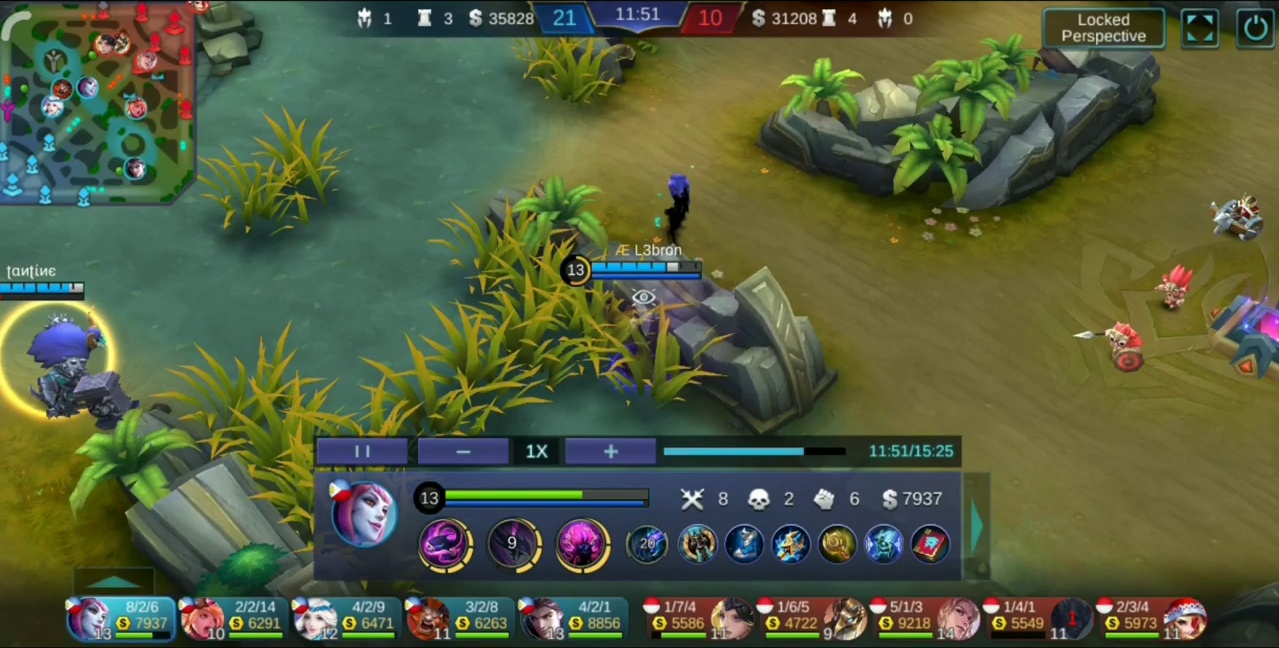 1 3 $ 35828 21 11:51 10 $ 31208 4 0
Locked
Perspective
ƮαηƮιηє
Æ L3bron
13
1X
11:51/15:25
13 8 2 6 $ 7937
9 20
8/2/6 2/2/14 4/2/9 3/2/8 4/2/1 1/7/4 1/6/5 5/1/3 1/4/1 2/3/4
7937 6291 6471 6263 8856 5586 4722 9218 5549 5973
13 10 12 11 13 11 9 14 1 11 11